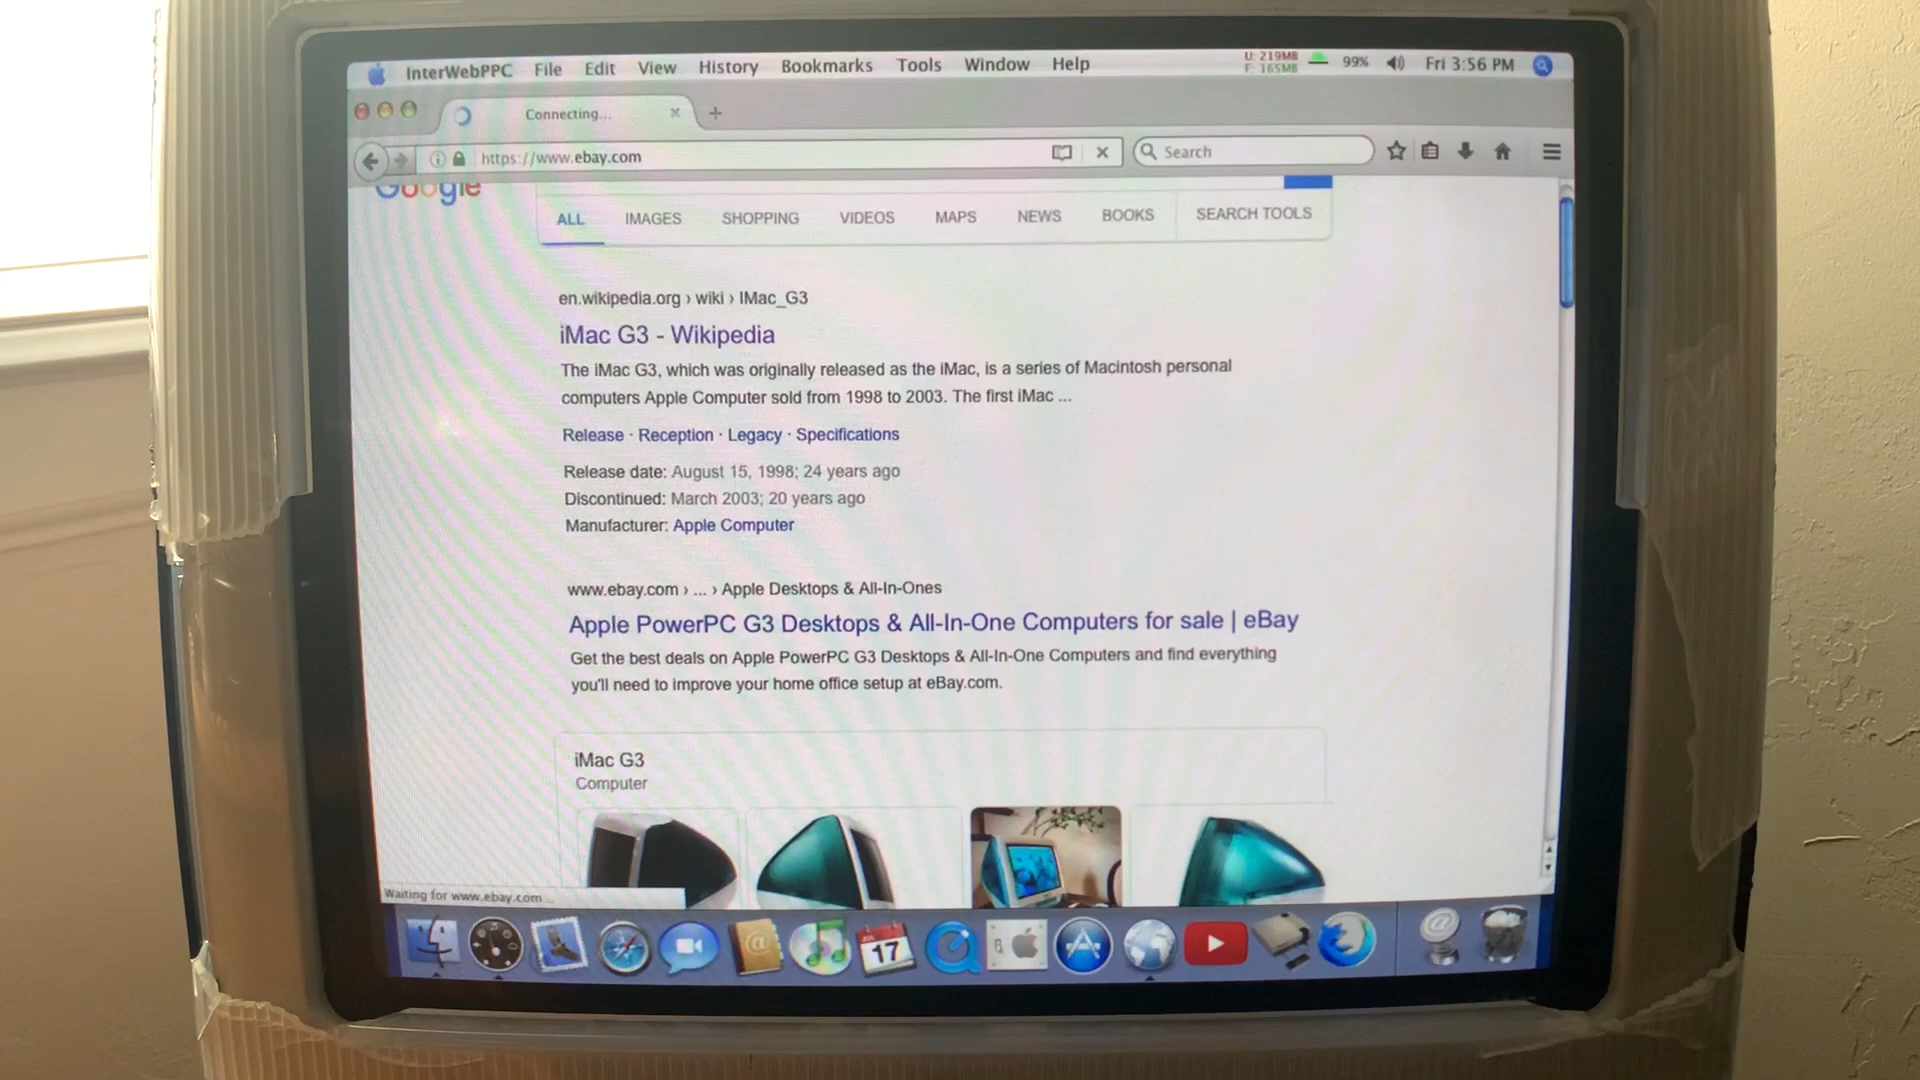 InterWebPPC File Edit View History Bookmarks Tools Window Help
U: 219MB
F: 165MB
99%
Fri 3:56 PM
Connecting...
https://www.ebay.com
Search
Google
ALL IMAGES SHOPPING VIDEOS MAPS NEWS BOOKS SEARCH TOOLS
en.wikipedia.org › wiki › IMac_G3
iMac G3 - Wikipedia
The iMac G3, which was originally released as the iMac, is a series of Macintosh personal
computers Apple Computer sold from 1998 to 2003. The first iMac ...
Release · Reception · Legacy · Specifications
Release date: August 15, 1998; 24 years ago
Discontinued: March 2003; 20 years ago
Manufacturer: Apple Computer
www.ebay.com › ... › Apple Desktops & All-In-Ones
Apple PowerPC G3 Desktops & All-In-One Computers for sale | eBay
Get the best deals on Apple PowerPC G3 Desktops & All-In-One Computers and find everything
you'll need to improve your home office setup at eBay.com.
iMac G3
Computer
Waiting for www.ebay.com...
JUL
17